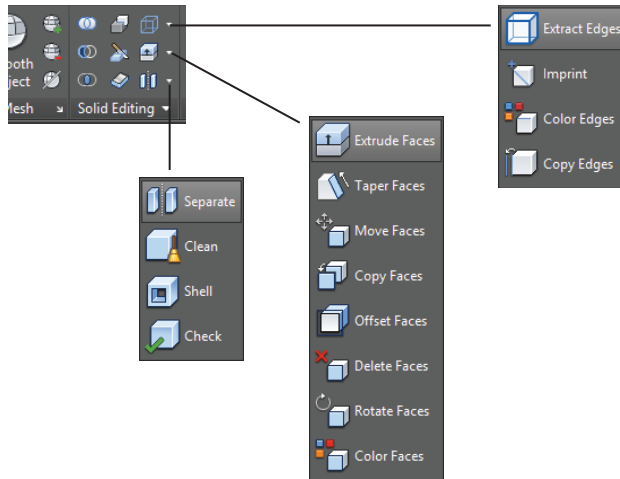 ooth
ject
Mesh
Solid Editing
Extract Edges
Imprint
Color Edges
Copy Edges
Extrude Faces
Taper Faces
Move Faces
Copy Faces
Offset Faces
Delete Faces
Rotate Faces
Color Faces
Separate
Clean
Shell
Check